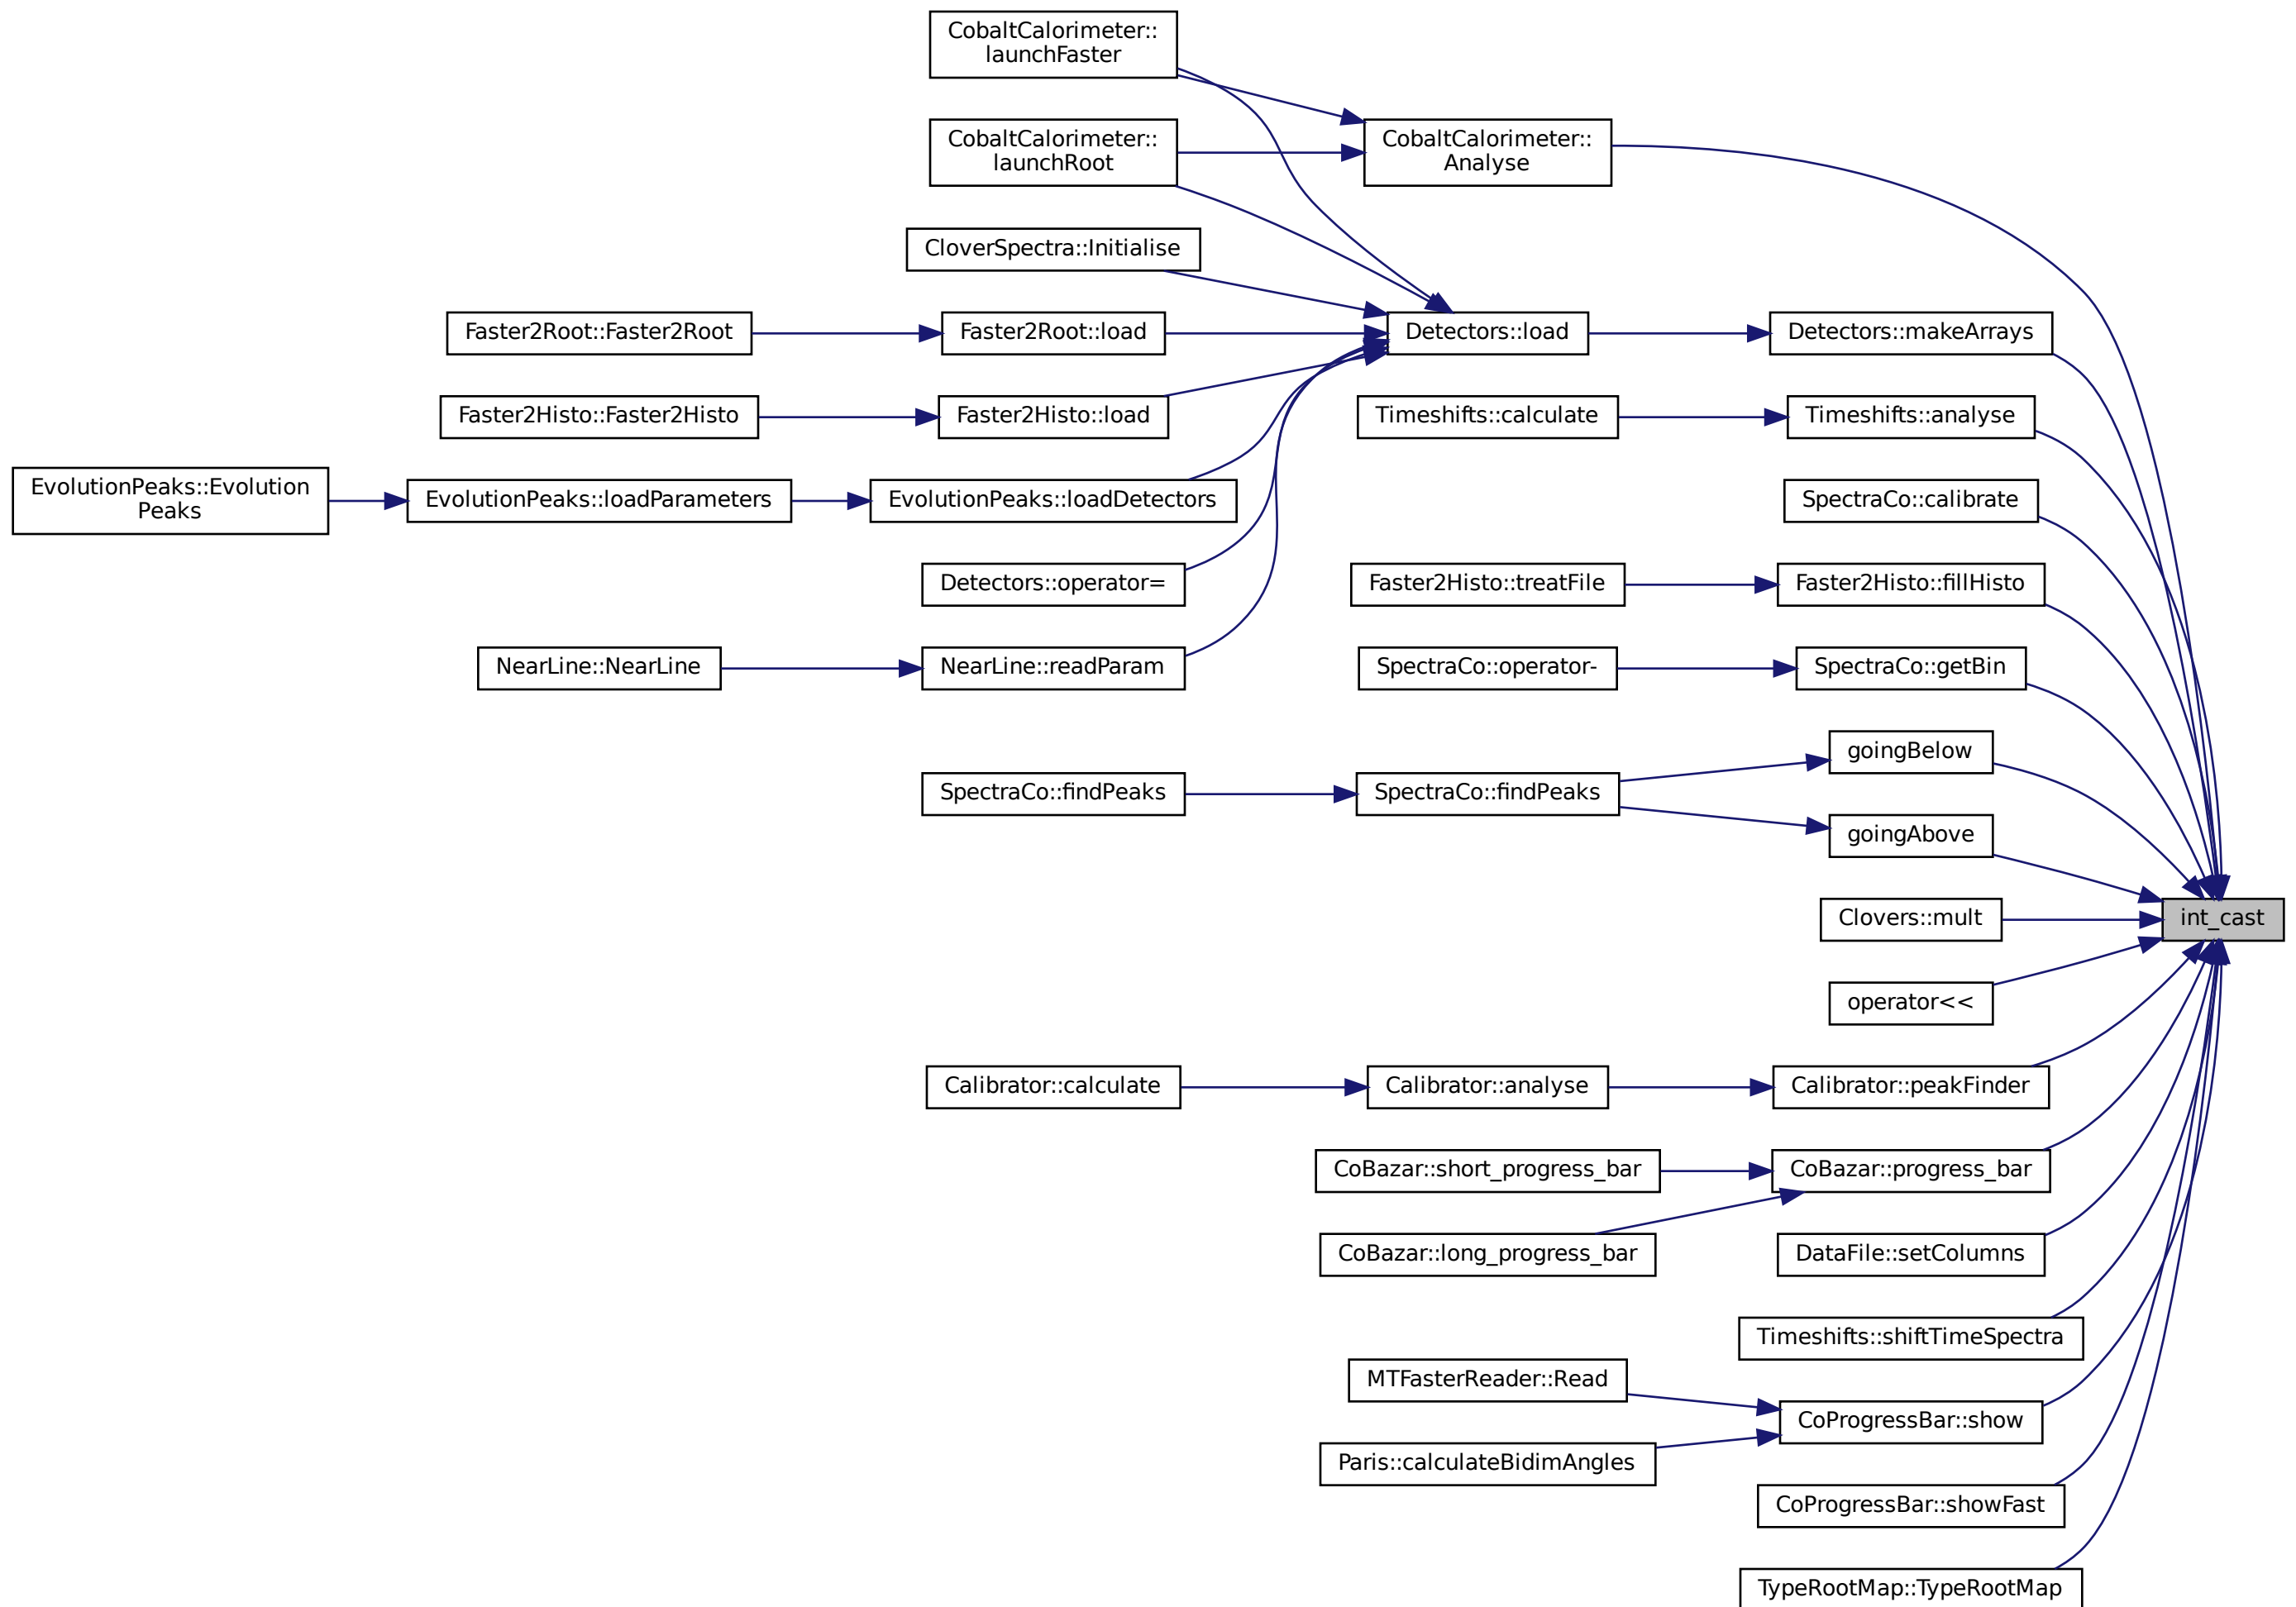 CobaltCalorimeter::
launchFaster
CobaltCalorimeter::
launchRoot
CobaltCalorimeter::
Analyse
CloverSpectra::Initialise
Faster2Root::Faster2Root
Faster2Root::load
Detectors::load
Detectors::makeArrays
Faster2Histo::Faster2Histo
Faster2Histo::load
Timeshifts::calculate
Timeshifts::analyse
EvolutionPeaks::Evolution
Peaks
EvolutionPeaks::loadParameters
EvolutionPeaks::loadDetectors
SpectraCo::calibrate
Detectors::operator=
Faster2Histo::treatFile
Faster2Histo::fillHisto
NearLine::NearLine
NearLine::readParam
SpectraCo::operator-
SpectraCo::getBin
goingBelow
SpectraCo::findPeaks
SpectraCo::findPeaks
goingAbove
Clovers::mult
int_cast
operator<<
Calibrator::calculate
Calibrator::analyse
Calibrator::peakFinder
CoBazar::short_progress_bar
CoBazar::progress_bar
CoBazar::long_progress_bar
DataFile::setColumns
Timeshifts::shiftTimeSpectra
MTFasterReader::Read
CoProgressBar::show
Paris::calculateBidimAngles
CoProgressBar::showFast
TypeRootMap::TypeRootMap